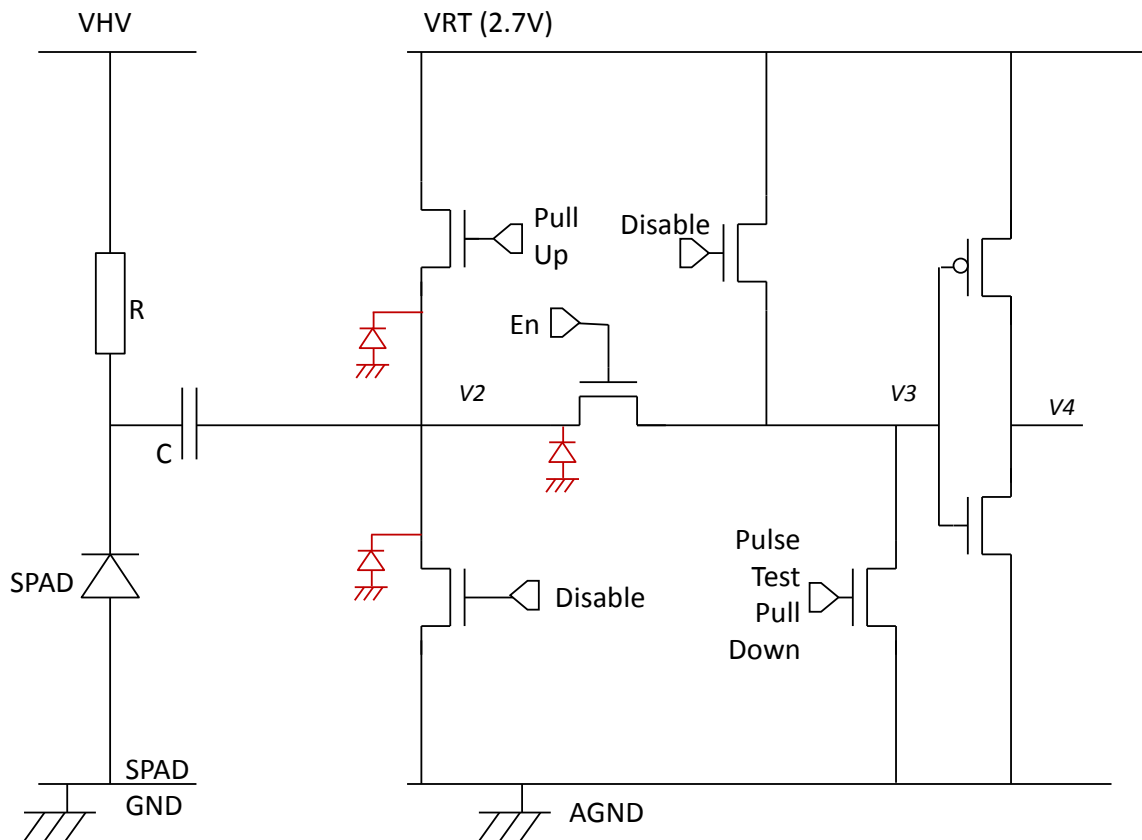 VHV
VRT (2.7V)
Pull
Up
Disable
En
R
V2
V3
V4
C
SPAD
Disable
Pulse
Test
Pull
Down
SPAD
GND
AGND